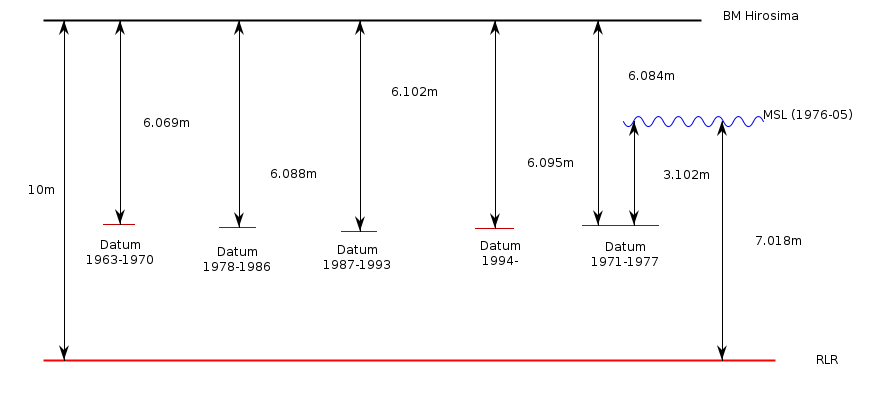 BM Hirosima
6.084m
6.102m
MSL (1976-05)
6.069m
6.095m
6.088m
3.102m
10m
7.018m
Datum
1963-1970
Datum
1978-1986
Datum
1987-1993
Datum
1994-
Datum
1971-1977
RLR